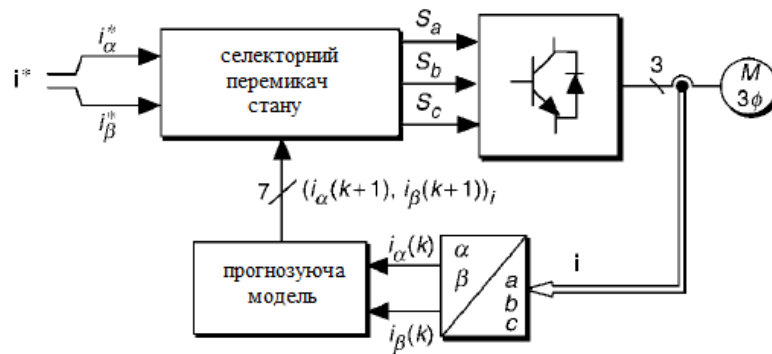 i*
i*α
i*β
селекторний
перемикач
стану
Sa
Sb
Sc
3
M
3ϕ
7
(iα(k+1), iβ(k+1))i
прогнозуюча
модель
iα(k)
iβ(k)
α
β
a
b
c
i